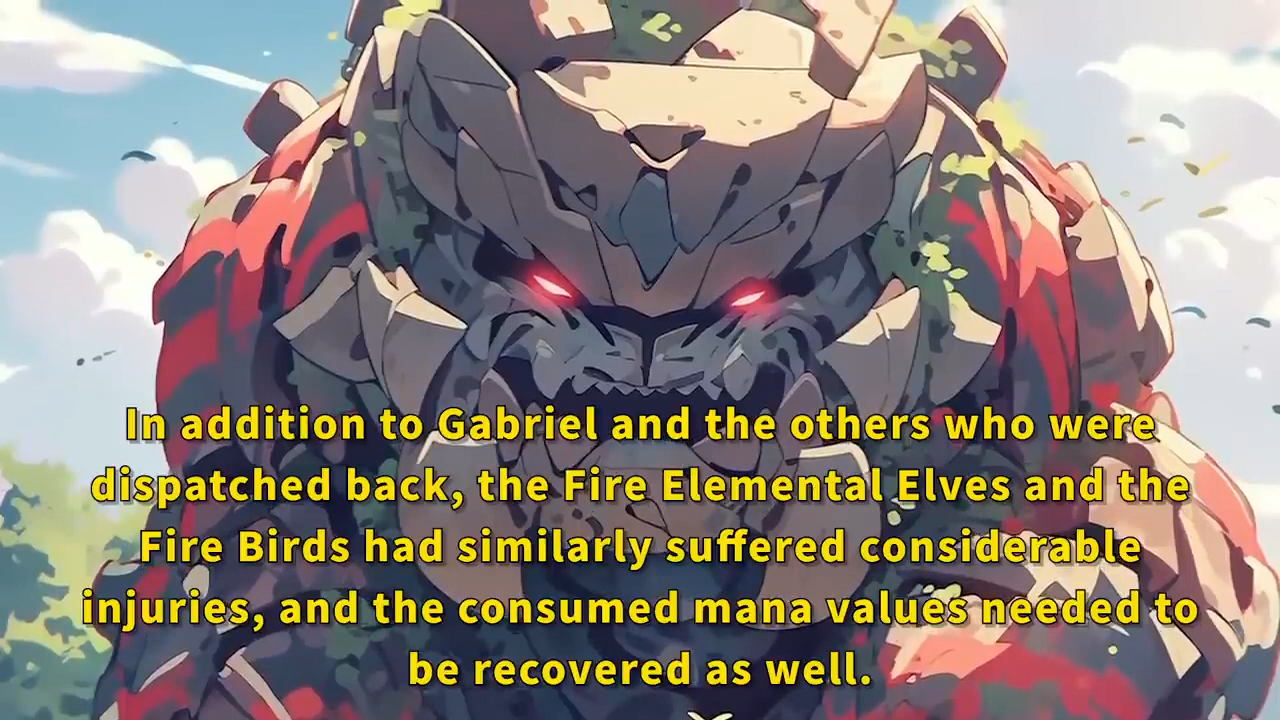 In addition to Gabriel and the others who were
dispatched back, the Fire Elemental Elves and the
Fire Birds had similarly suffered considerable
injuries, and the consumed mana values needed to
be recovered as well.